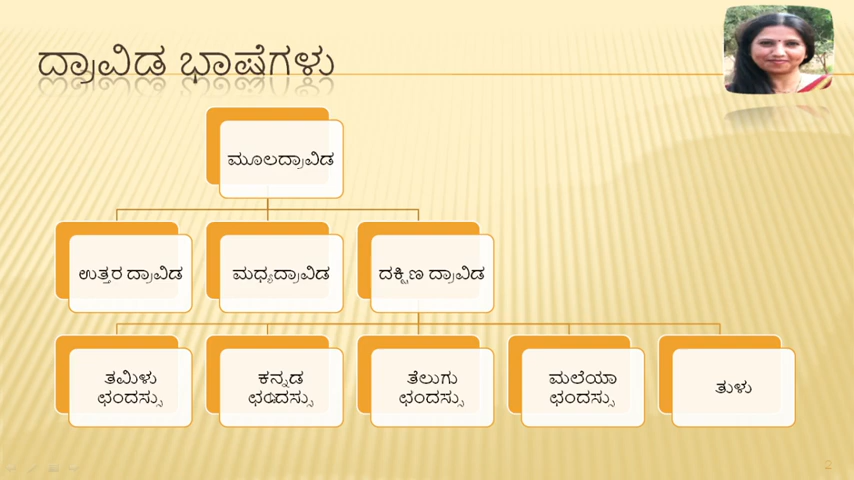 ದ್ರಾವಿಡ ಭಾಷೆಗಳು
ಮೂಲದ್ರಾವಿಡ
ಉತ್ತರ ದ್ರಾವಿಡ
ಮಧ್ಯದ್ರಾವಿಡ
ದಕ್ಷಿಣ ದ್ರಾವಿಡ
ತಮಿಳು
ಛಂದಸ್ಸು
ಕನ್ನಡ
ಛಂದಸ್ಸು
ತೆಲುಗು
ಛಂದಸ್ಸು
ಮಲೆಯಾ
ಛಂದಸ್ಸು
ತುಳು
2